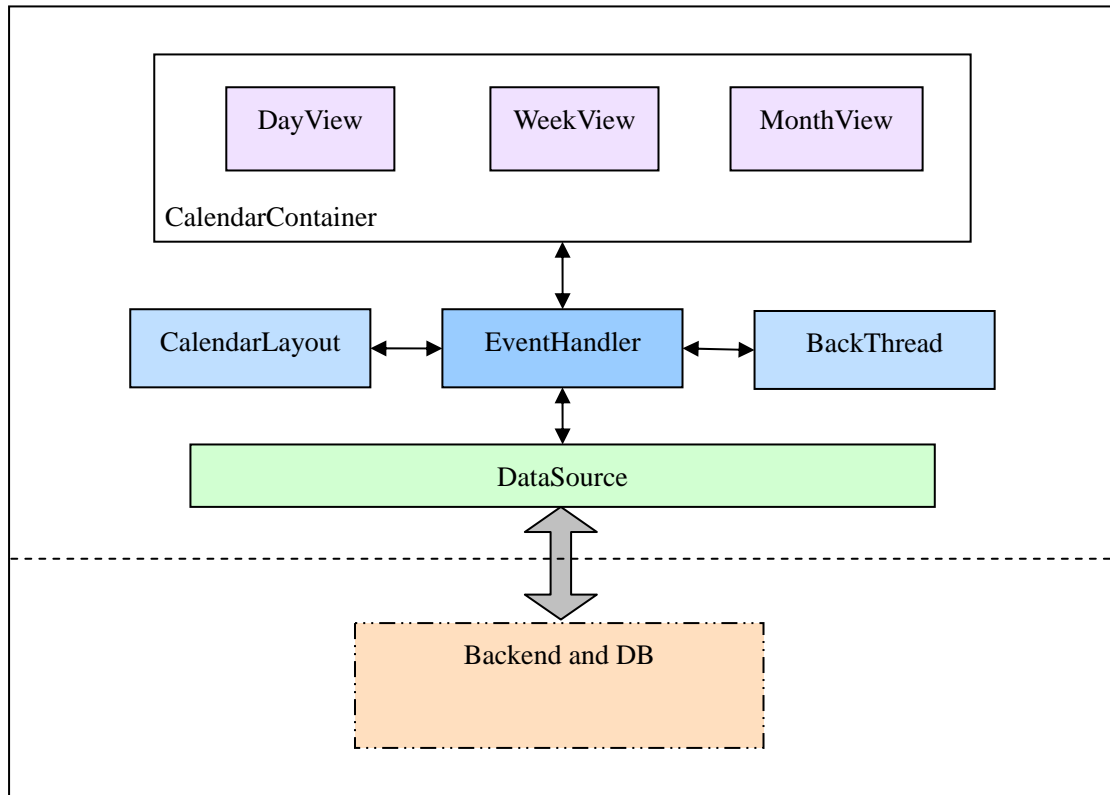 DayView
WeekView
MonthView
CalendarContainer
CalendarLayout
EventHandler
BackThread
DataSource
Backend and DB